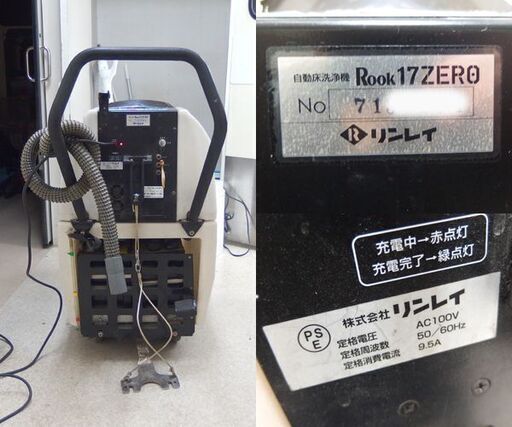 自動床洗浄機 Rook17ZERO
No 71
R リンレイ
充電中→赤点灯
充電完了→緑点灯
PS
E
株式会社 リンレイ
定格電圧 AC100V
定格周波数 50/60Hz
定格消費電流 9.5A